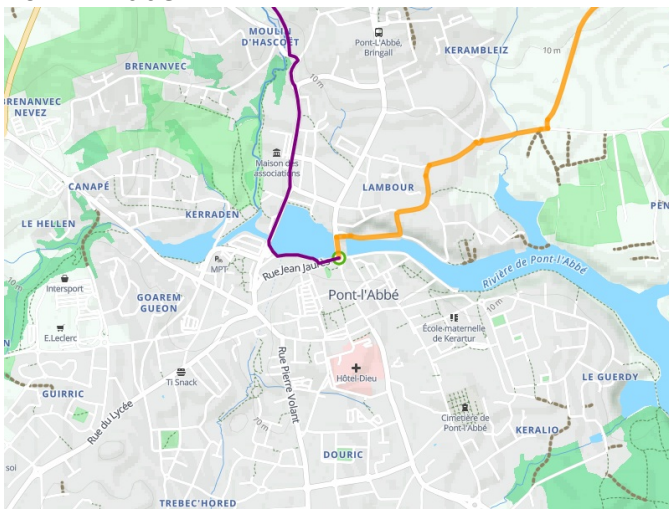 MOULIN
D'HASCOËT
Pont-L'Abbé,
Bringall
KERAMBLEIZ
10 m
BRENANVEC
10 m
BRENANVEC
NEVEZ
Maison des
associations
CANAPÉ
LAMBOUR
KERRADEN
LE HELLEN
Rivière de Pont-l'Abbé
MPT
Rue Jean Jaurès
10 m
Intersport
GOAREM
GUEON
Pont-l'Abbé
10 m
École maternelle
de Kerartur
E.Leclerc
Rue Pierre Volant
Ti Snack
Hôtel-Dieu
LE GUERDY
GUIRRIC
Rue du Lycée
Cimetière de
Pont-l'Abbé
10 m
KERALIO
DOURIC
soi
TREBEC'HORED